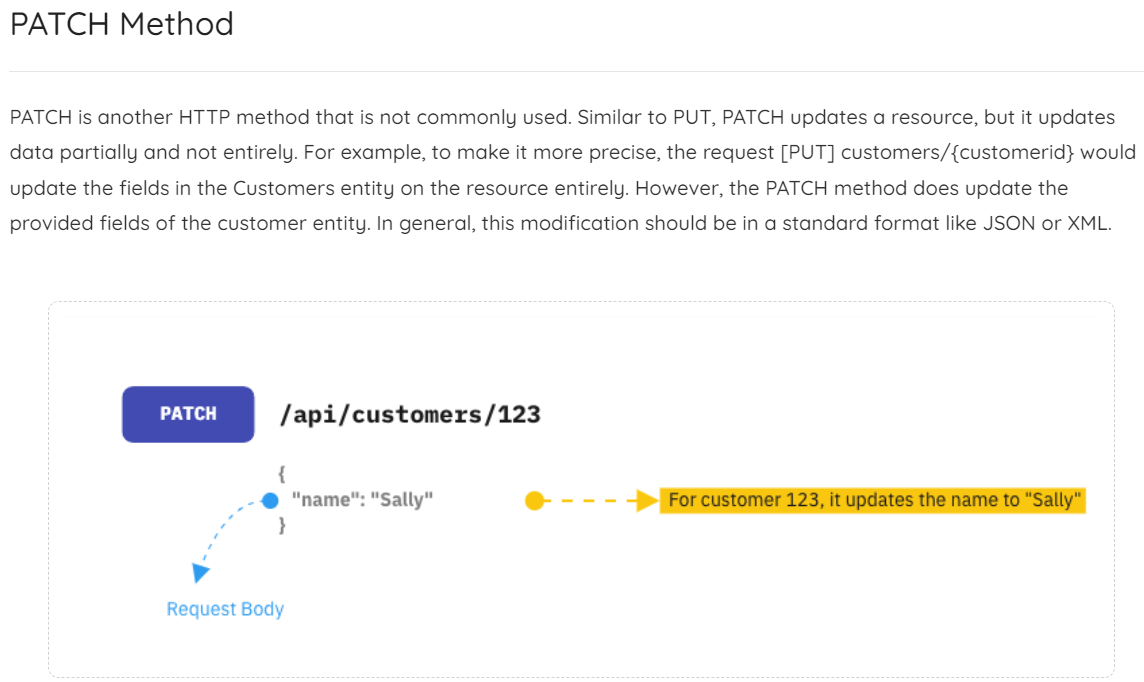 PATCH Method
PATCH is another HTTP method that is not commonly used. Similar to PUT, PATCH updates a resource, but it updates
data partially and not entirely. For example, to make it more precise, the request [PUT] customers/{customerid} would
update the fields in the Customers entity on the resource entirely. However, the PATCH method does update the
provided fields of the customer entity. In general, this modification should be in a standard format like JSON or XML.
PATCH /api/customers/123
{
"name": "Sally" For customer 123, it updates the name to "Sally"
}
Request Body